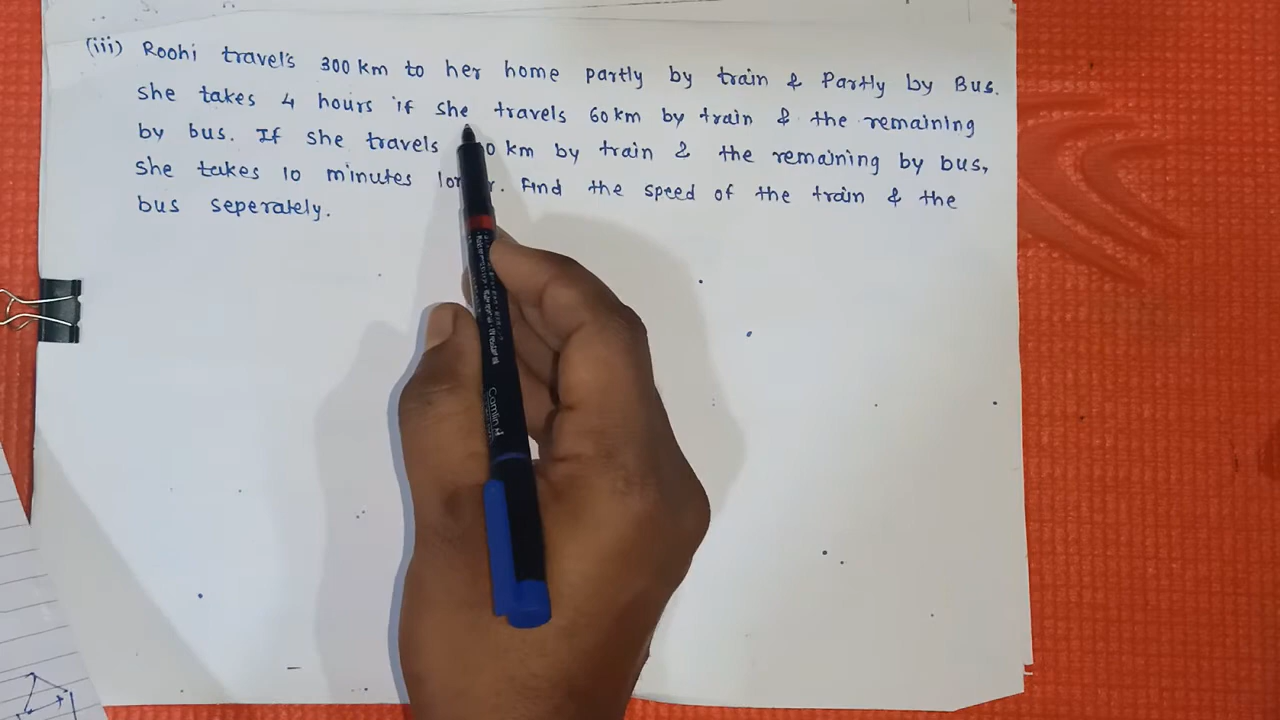 (iii) Roohi travel's 300 km to her home partly by train & Partly by Bus.
she takes 4 hours if she travels 60 km by train & the remaining
by bus. If she travels km by train & the remaining by bus,
she takes 10 minutes Find the speed of the train & the
bus seperately.
Camlin